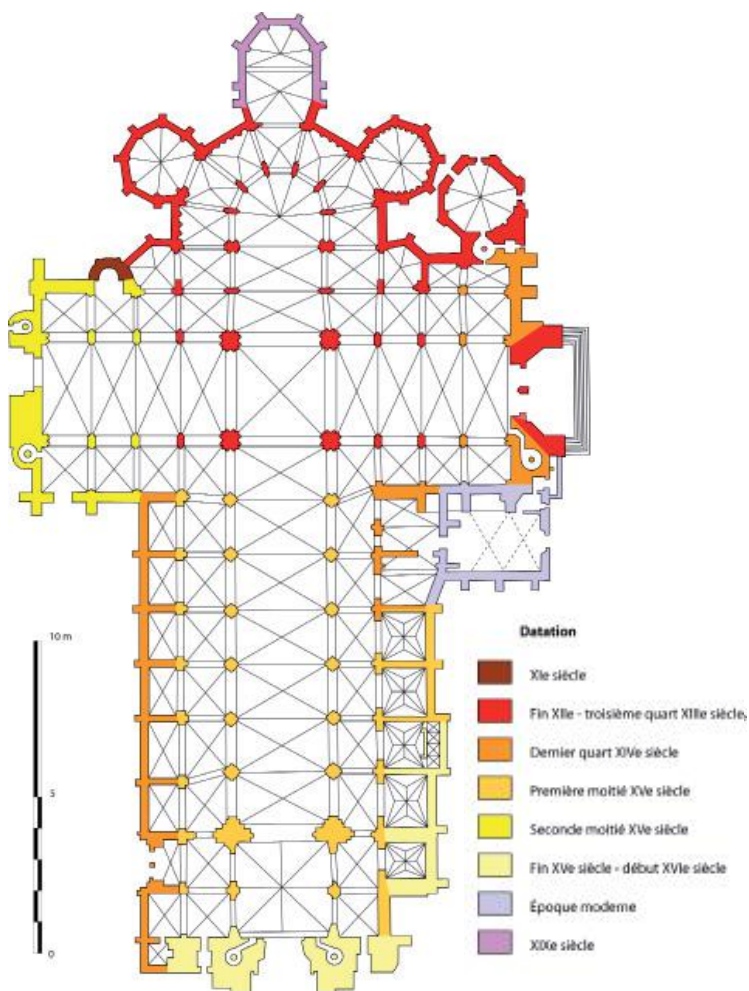 10 m
5
0
Datation
XIe siècle
Fin XIIe - troisième quart XIIIe siècle,
Dernier quart XIVe siècle
Première moitié XVe siècle
Seconde moitié XVe siècle
Fin XVe siècle - début XVIe siècle
Époque moderne
XIXe siècle